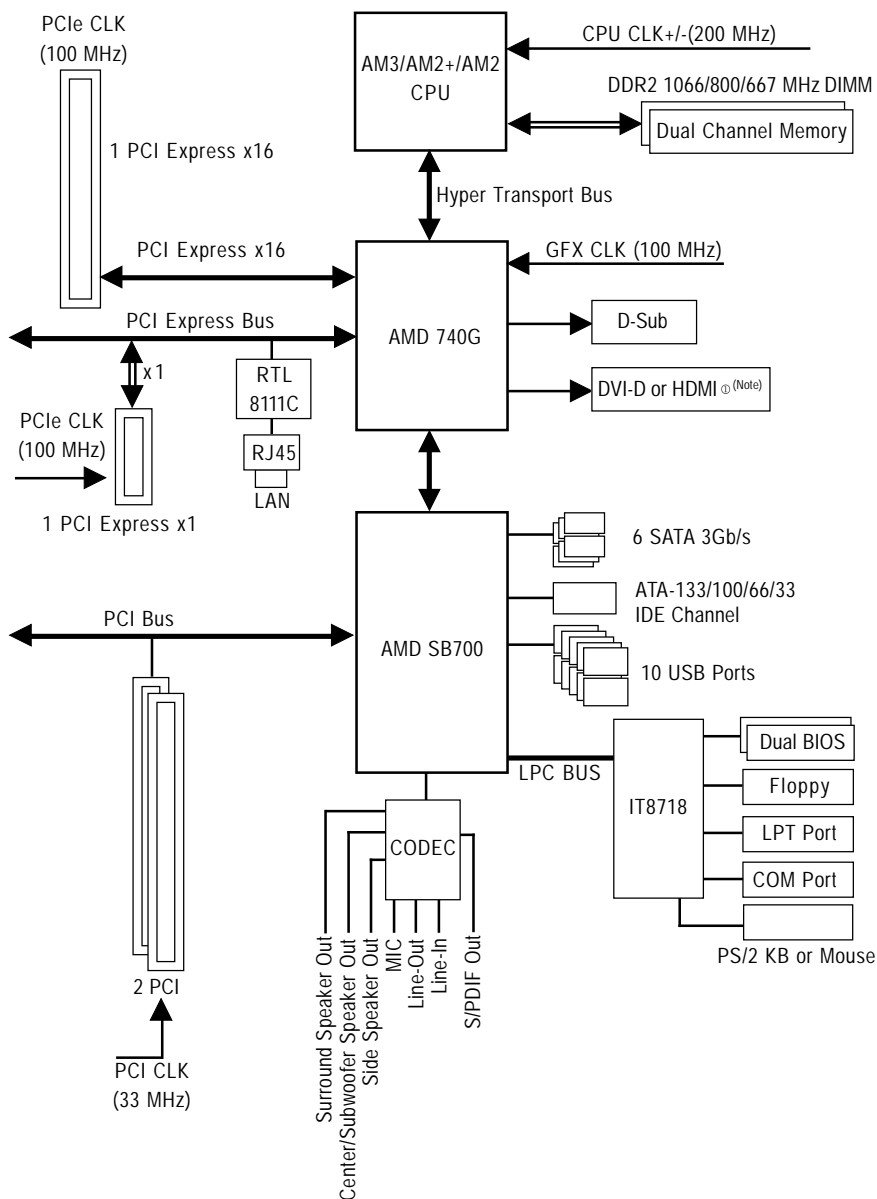 PCIe CLK
(100 MHz)
1 PCI Express x16
AM3/AM2+/AM2
CPU
CPU CLK+/-(200 MHz)
DDR2 1066/800/667 MHz DIMM
Dual Channel Memory
Hyper Transport Bus
PCI Express x16
GFX CLK (100 MHz)
PCI Express Bus
AMD 740G
D-Sub
x1
RTL
8111C
DVI-D or HDMI ① (Note)
PCIe CLK
(100 MHz)
RJ45
LAN
1 PCI Express x1
6 SATA 3Gb/s
ATA-133/100/66/33
IDE Channel
PCI Bus
AMD SB700
10 USB Ports
LPC BUS
IT8718
Dual BIOS
Floppy
LPT Port
COM Port
PS/2 KB or Mouse
CODEC
Surround Speaker Out
Center/Subwoofer Speaker Out
Side Speaker Out
MIC
Line-Out
Line-In
S/PDIF Out
2 PCI
PCI CLK
(33 MHz)